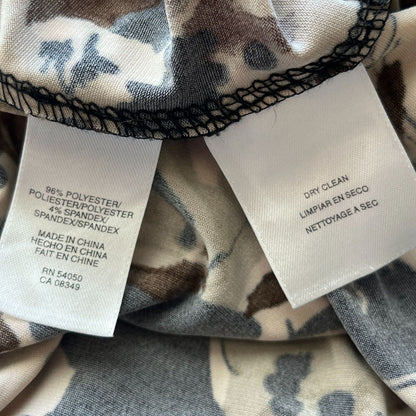 96% POLYESTER/
POLIESTER/POLYESTER
4% SPANDEX/
SPANDEX/SPANDEX
MADE IN CHINA
HECHO EN CHINA
FAIT EN CHINE
RN 54050
CA 08349
DRY CLEAN
LIMPIAR EN SECO
NETTOYAGE A SEC